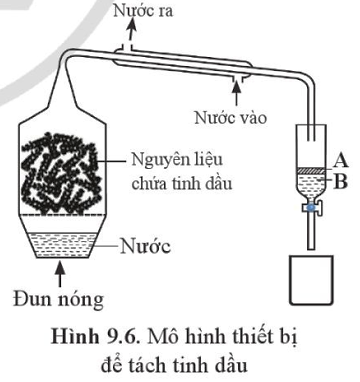 Nước ra
Nước vào
A
B
Nguyên liệu
chứa tinh dầu
Nước
Đun nóng
Hình 9.6. Mô hình thiết bị
để tách tinh dầu